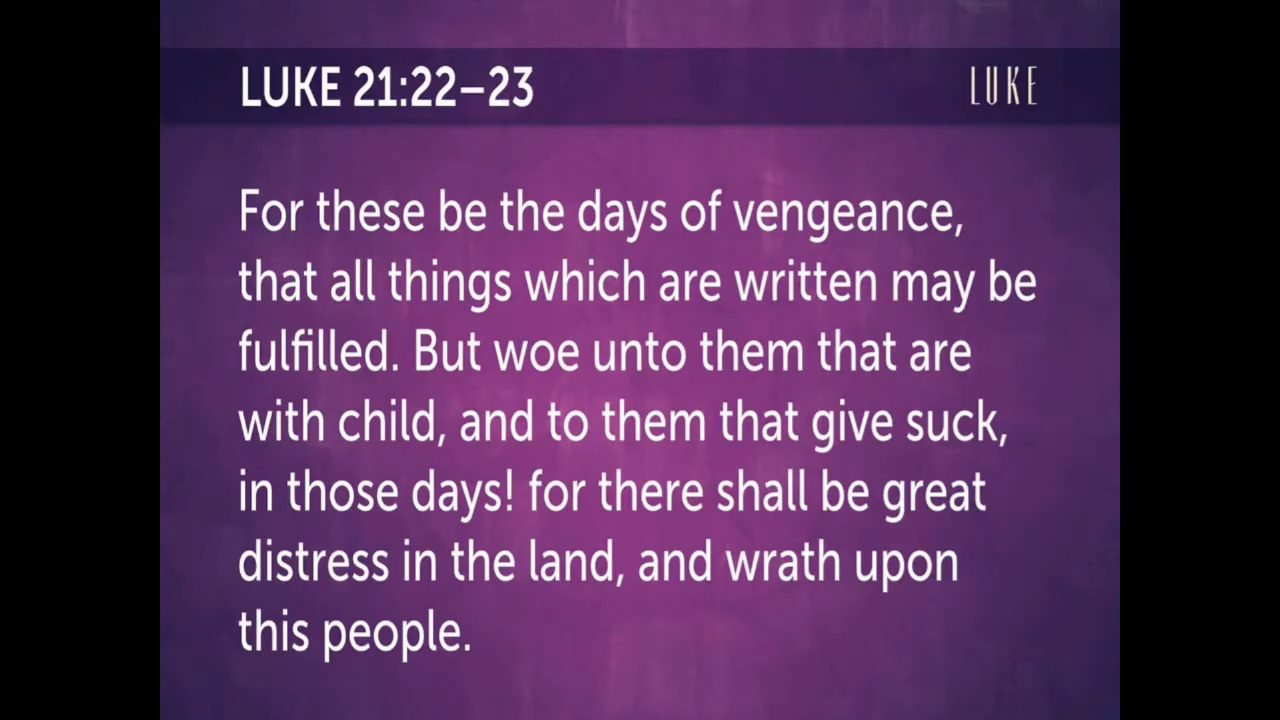 LUKE 21:22–23
LUKE
For these be the days of vengeance,
that all things which are written may be
fulfilled. But woe unto them that are
with child, and to them that give suck,
in those days! for there shall be great
distress in the land, and wrath upon
this people.